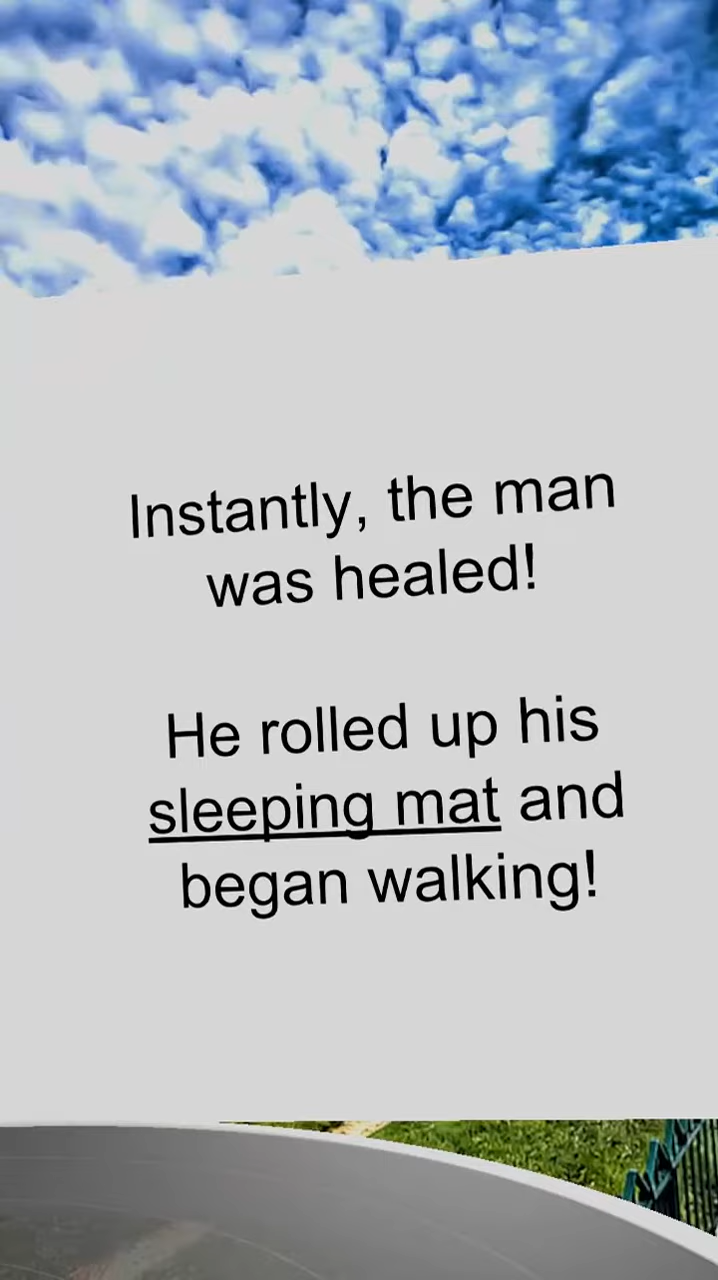 Instantly, the man
was healed!
He rolled up his
sleeping mat and
began walking!